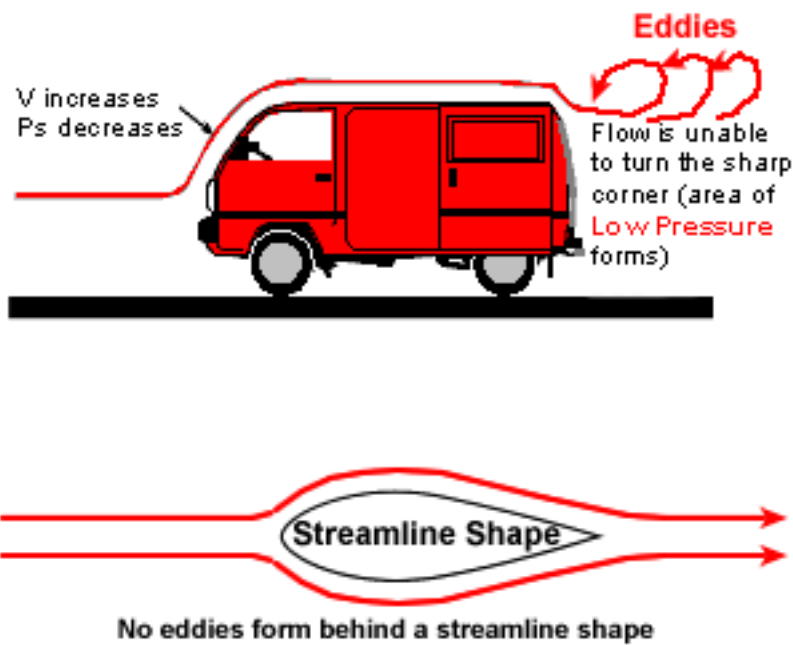 Eddies
V increases
Ps decreases
Flow is unable
to turn the sharp
corner (area of
Low Pressure
forms)
Streamline Shape
No eddies form behind a streamline shape